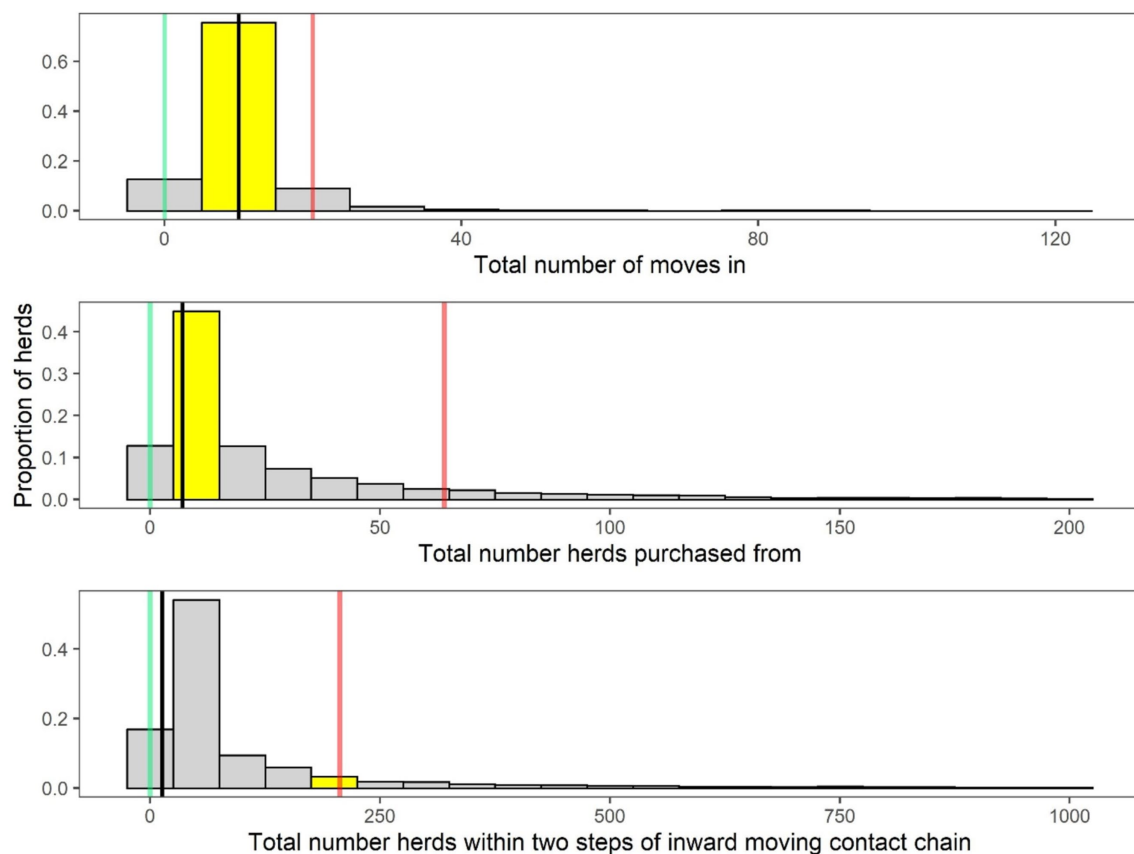 0.6
0.4
0.2
0.0
0 40 80 120
Total number of moves in
Proportion of herds
0.4
0.3
0.2
0.1
0.0
0 50 100 150 200
Total number herds purchased from
0.4
0.2
0.0
0 250 500 750 1000
Total number herds within two steps of inward moving contact chain